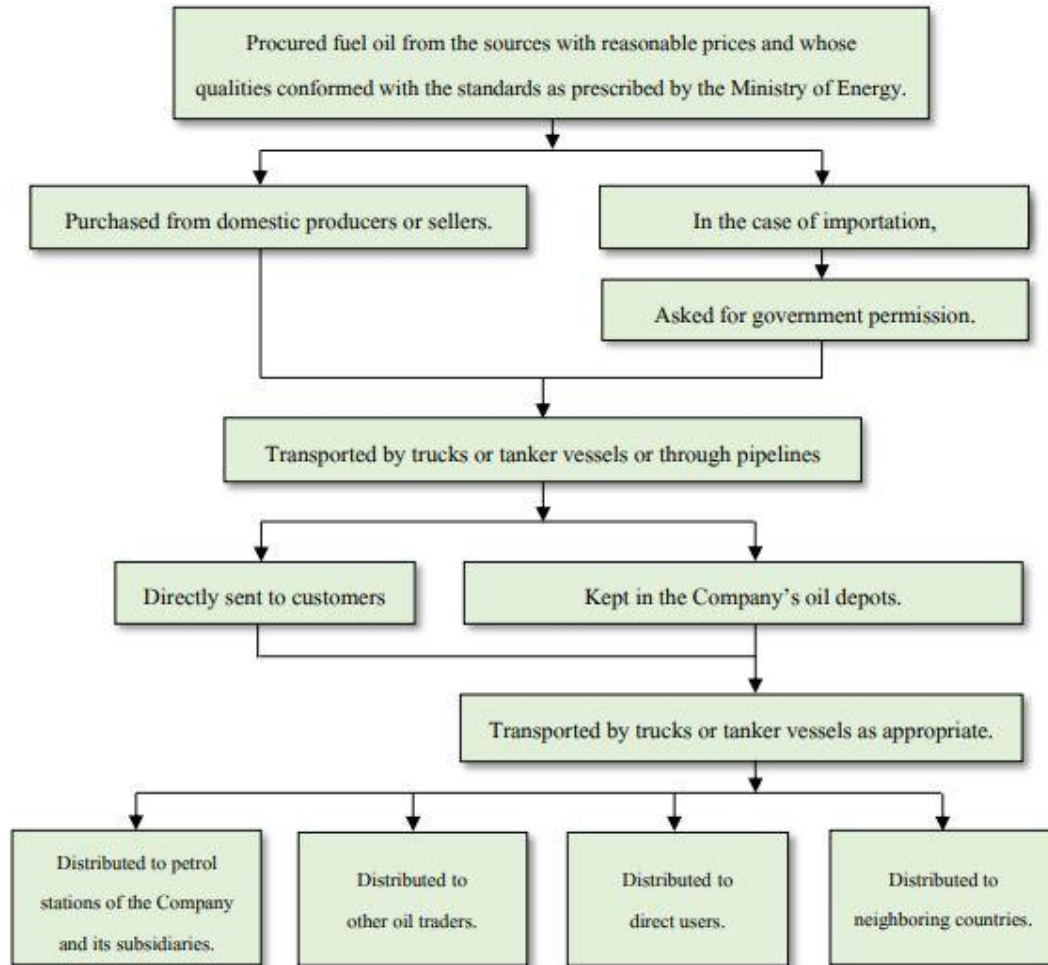 Procured fuel oil from the sources with reasonable prices and whose
qualities conformed with the standards as prescribed by the Ministry of Energy.
Purchased from domestic producers or sellers.
In the case of importation,
Asked for government permission.
Transported by trucks or tanker vessels or through pipelines
Directly sent to customers
Kept in the Company’s oil depots.
Transported by trucks or tanker vessels as appropriate.
Distributed to petrol
stations of the Company
and its subsidiaries.
Distributed to
other oil traders.
Distributed to
direct users.
Distributed to
neighboring countries.